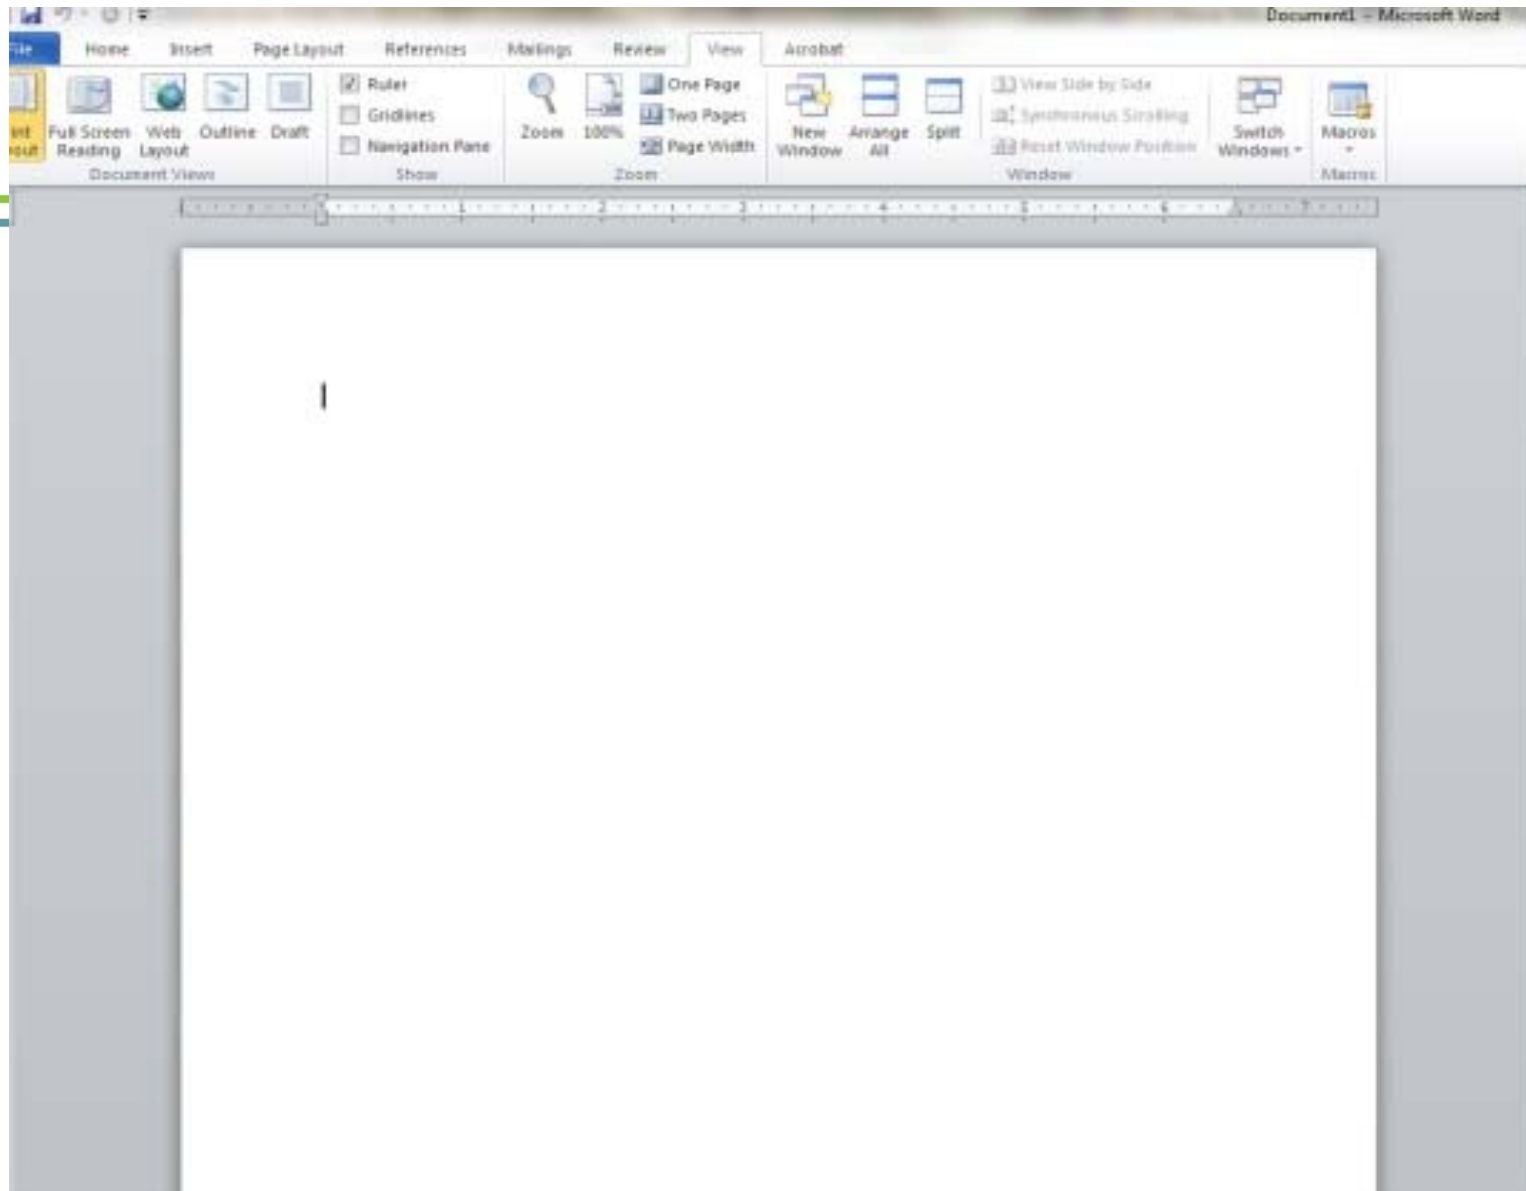 Document1 - Microsoft Word
File Home Insert Page Layout References Mailings Review View Acrobat
Ruler One Page View Side by Side
Gridlines Two Pages Synchronous Scrolling
Full Screen Web Outline Draft Zoom 100% New Arrange Split Switch Macros
Reading Layout Navigation Pane Page Width Window All Reset Window Position Windows
Document Views Show Zoom Window Macros
1 2 3 4 5 6 7